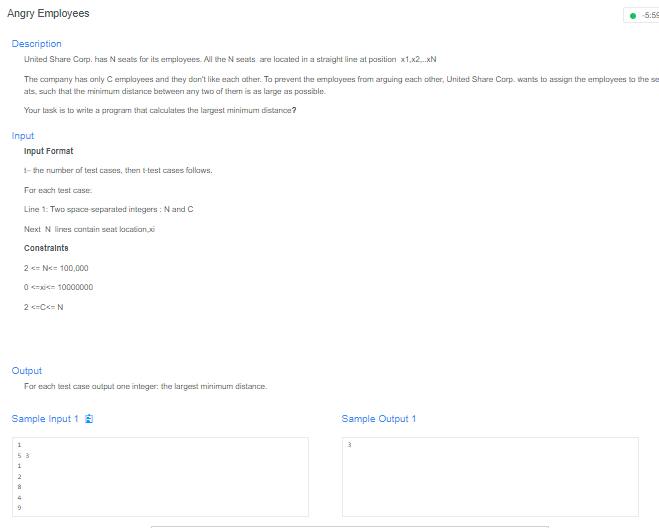 Angry Employees
-5:59
Description
United Share Corp. has N seats for its employees. All the N seats are located in a straight line at position x1,x2,..xN
The company has only C employees and they don't like each other. To prevent the employees from arguing each other, United Share Corp. wants to assign the employees to the se
ats, such that the minimum distance between any two of them is as large as possible.
Your task is to write a program that calculates the largest minimum distance?
Input
Input Format
t– the number of test cases, then t-test cases follows.
For each test case:
Line 1: Two space-separated integers : N and C
Next N lines contain seat location,xi
Constraints
2 <= N<= 100,000
0 <=xi<= 10000000
2 <=C<= N
Output
For each test case output one integer: the largest minimum distance.
Sample Input 1
Sample Output 1
1
5 3
1
2
8
4
9
3